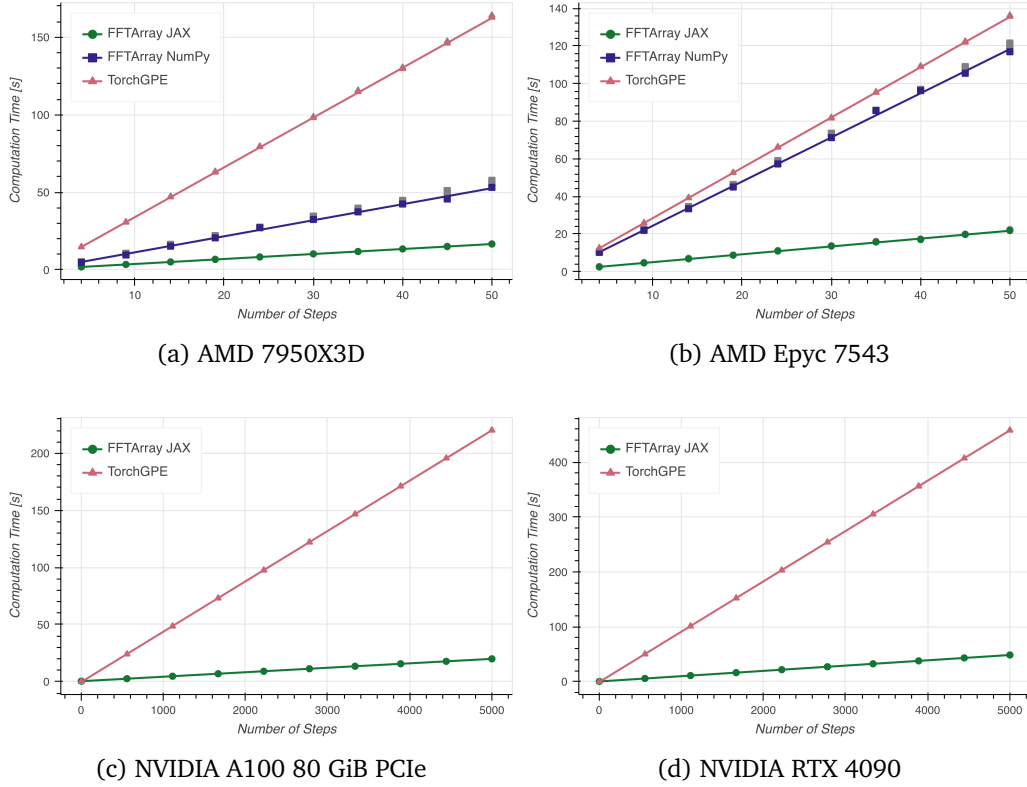 150
100
50
0
Computation Time [s]
FFTArray JAX
FFTArray NumPy
TorchGPE
10
20
30
40
50
Number of Steps
(a) AMD 7950X3D
140
120
100
80
60
40
20
0
Computation Time [s]
FFTArray JAX
FFTArray NumPy
TorchGPE
10
20
30
40
50
Number of Steps
(b) AMD Epyc 7543
200
150
100
50
0
Computation Time [s]
FFTArray JAX
TorchGPE
0
1000
2000
3000
4000
5000
Number of Steps
(c) NVIDIA A100 80 GiB PCIe
400
300
200
100
0
Computation Time [s]
FFTArray JAX
TorchGPE
0
1000
2000
3000
4000
5000
Number of Steps
(d) NVIDIA RTX 4090